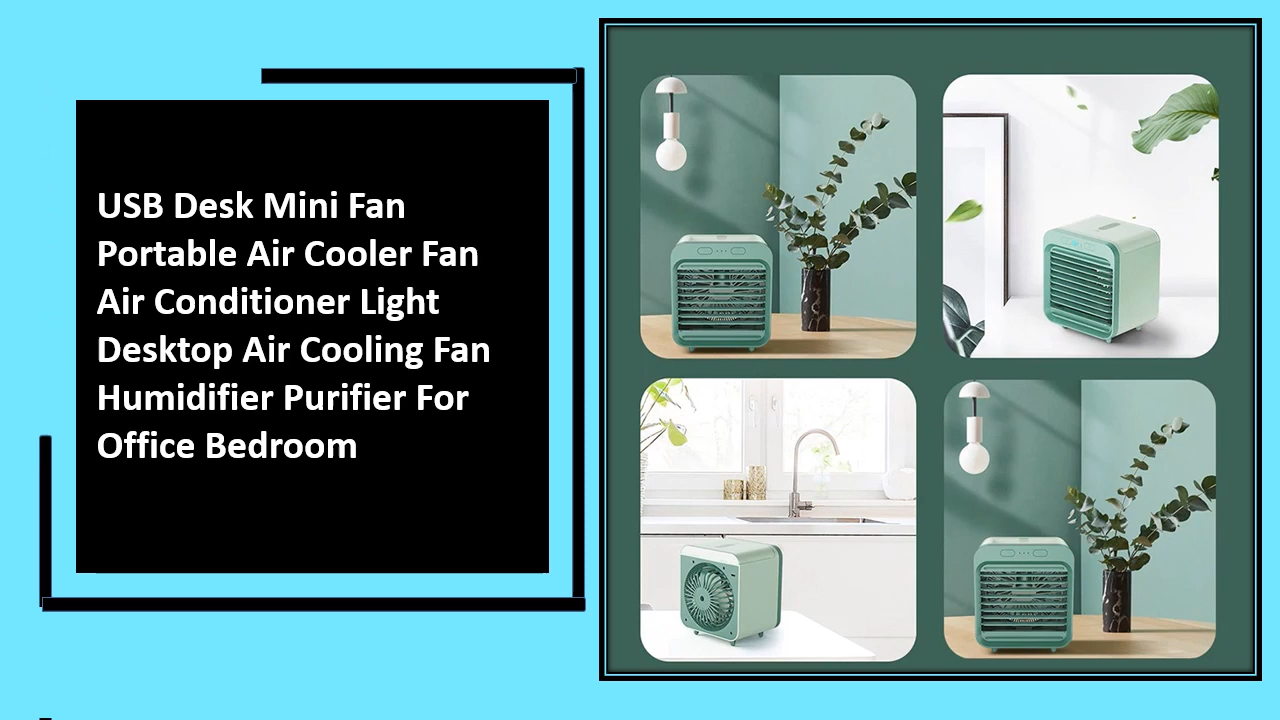 USB Desk Mini Fan
Portable Air Cooler Fan
Air Conditioner Light
Desktop Air Cooling Fan
Humidifier Purifier For
Office Bedroom